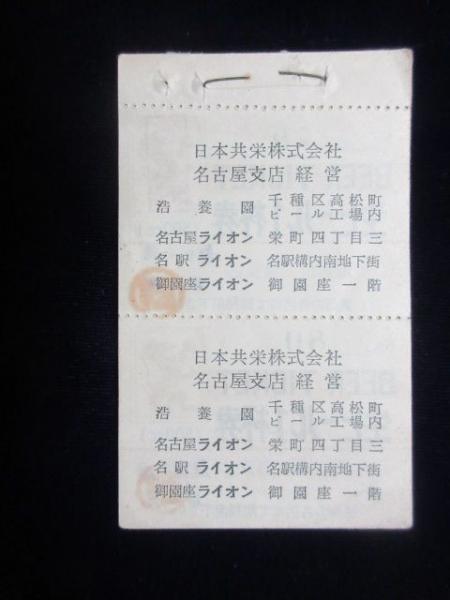 日本共栄株式会社
名古屋支店 経営
浩養園 千種区高松町ビール工場内
名古屋ライオン 栄町四丁目三
名駅ライオン 名駅構内南地下街
御園座ライオン 御園座一階
日本共栄株式会社
名古屋支店 経営
浩養園 千種区高松町ビール工場内
名古屋ライオン 栄町四丁目三
名駅ライオン 名駅構内南地下街
御園座ライオン 御園座一階